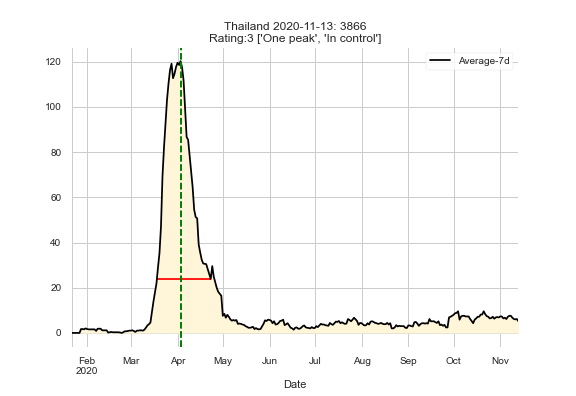 Thailand 2020-11-13: 3866
Rating:3 ['One peak', 'In control']
Average-7d
120
100
80
60
40
20
0
Feb Mar Apr May Jun Jul Aug Sep Oct Nov
2020
Date